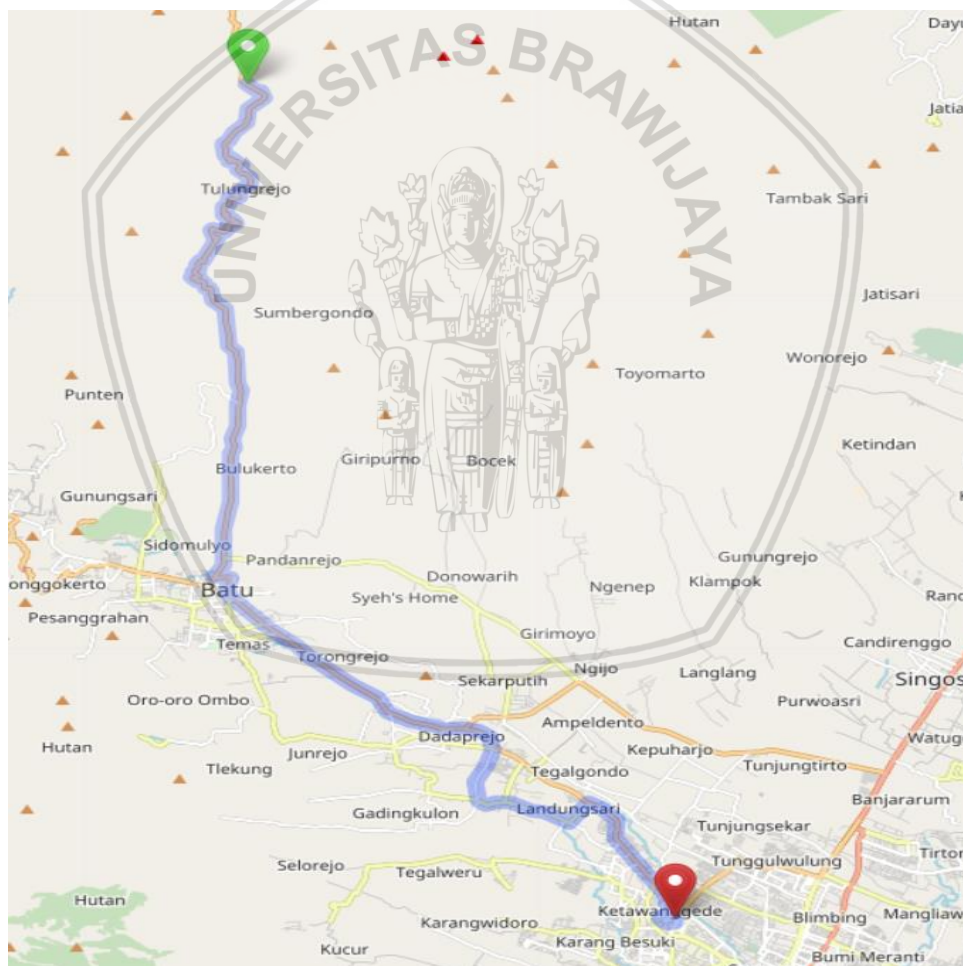 Hutan
Dayu
Jatia
UNIVERSITAS BRAWIJAYA
Tulungrejo
Tambak Sari
Jatisari
Sumbergondo
Wonorejo
Toyomarto
Punten
Ketindan
Bulukerto
Giripurno
Bocek
Gunungsari
Sidomulyo
Pandanrejo
Gunungrejo
onggokerto
Donowarih
Ngenep
Klampok
Batu
Syeh's Home
Rand
Pesanggrahan
Girimoyo
Temas
Torongrejo
Candirenggo
Ngijo
Langlang
Sekarputih
Singos
Oro-oro Ombo
Purwoasri
Ampeldento
Hutan
Dadaprejo
Watug
Junrejo
Kepuharjo
Tlekung
Tegalgondo
Tunjungtirto
Banjararum
Gadingkulon
Landungsari
Tunjungsekar
Selorejo
Tegalweru
Tunggulwulung
Tirton
Hutan
Karangwidoro
Blimbing
Mangliaw
Kucur
Karang Besuki
Bumi Meranti